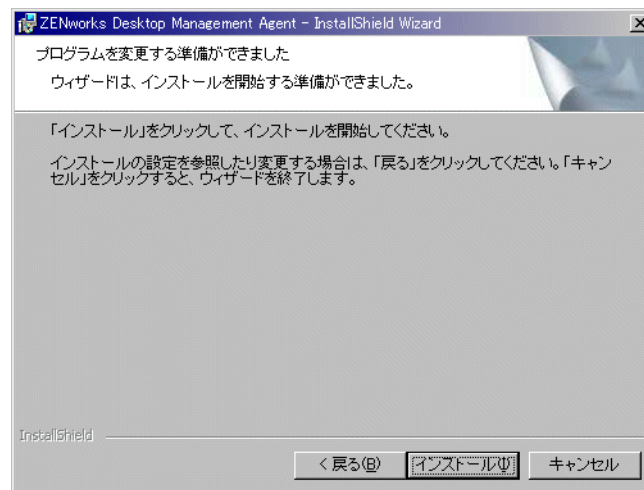 ZENworks Desktop Management Agent - InstallShield Wizard
プログラムを変更する準備ができました
ウィザードは、インストールを開始する準備ができました。
「インストール」をクリックして、インストールを開始してください。
インストールの設定を参照したり変更する場合は、「戻る」をクリックしてください。「キャン
セル」をクリックすると、ウィザードを終了します。
InstallShield
< 戻る(B) インストール(I) キャンセル